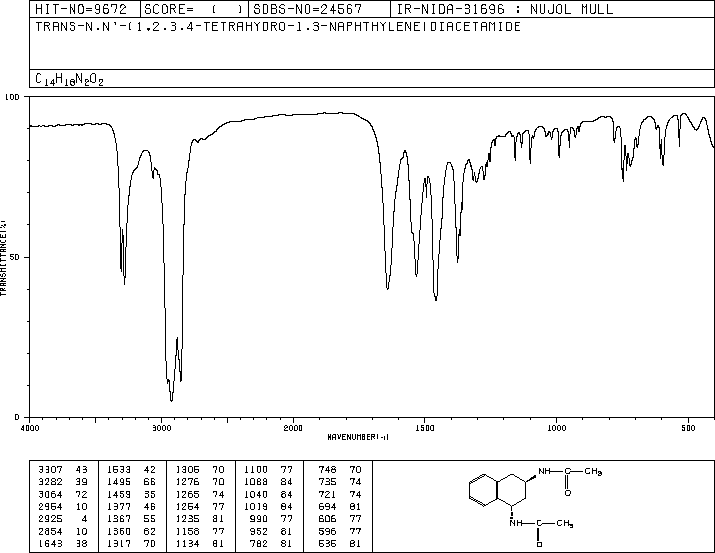 HIT-NO=9672 SCORE= ( ) SDBS-NO=24567 IR-NIDA-31696 : NUJOL MULL
TRANS-N.N'-(1.2.3.4-TETRAHYDRO-1.3-NAPHTHYLENE)DIACETAMIDE
C14H18N2O2
100
50
0
TRANSMITTANCE(%)
4000 3000 2000 1500 1000 500
WAVENUMBER(-1)
3307 43 1533 42 1306 70 1100 77 748 70
3282 39 1495 66 1276 70 1088 84 735 74
3064 72 1459 35 1265 74 1040 84 721 74
2954 10 1377 46 1254 77 1019 84 694 81
2925 4 1367 55 1235 81 990 77 606 77
2854 10 1360 62 1158 77 952 81 596 77
1643 38 1317 70 1134 81 782 81 535 81
NH C CH3
O
NH C CH3
O